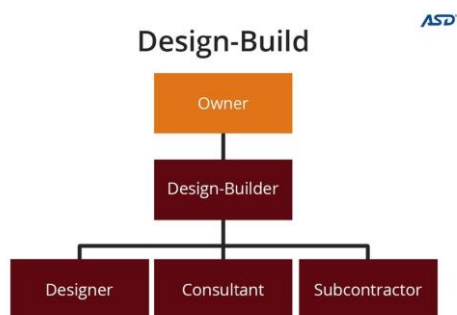 ASD
Design-Build
Owner
Design-Builder
Designer
Consultant
Subcontractor